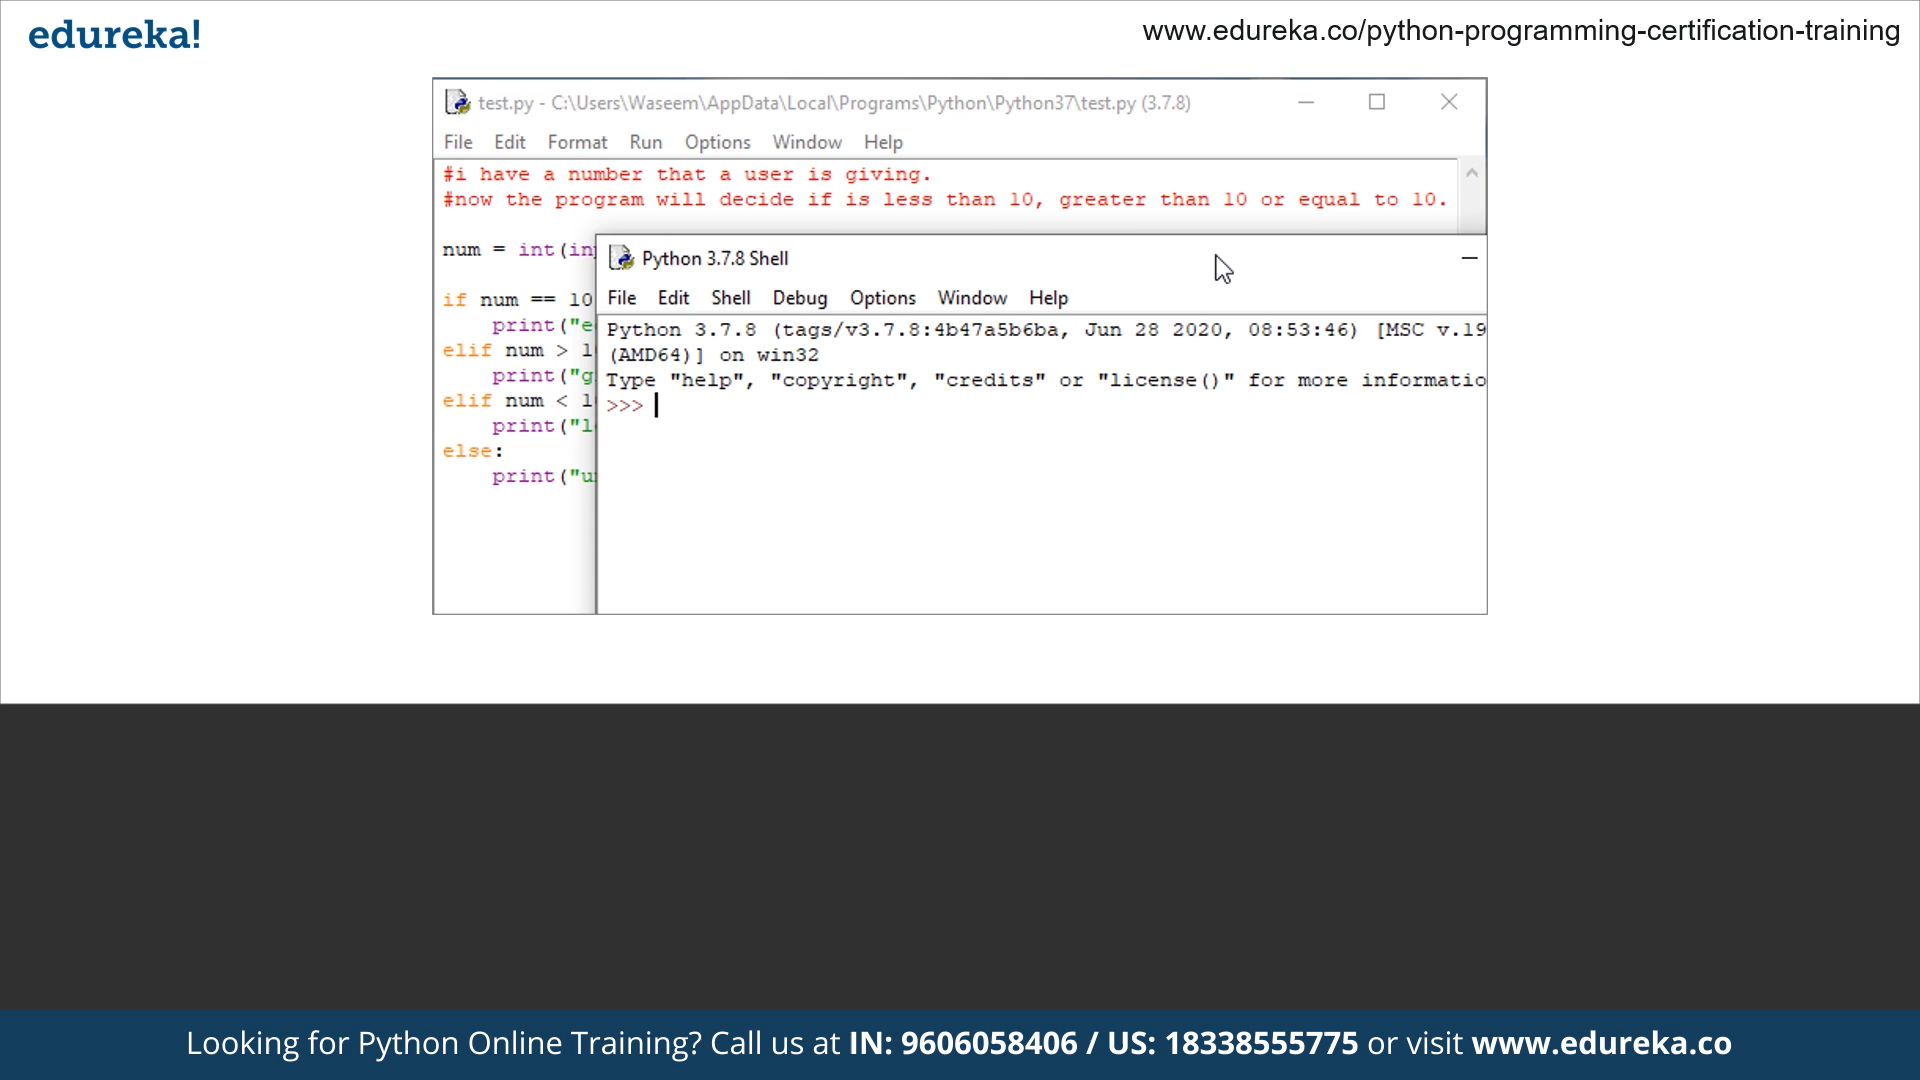 edureka!
www.edureka.co/python-programming-certification-training
test.py - C:\Users\Waseem\AppData\Local\Programs\Python\Python37\test.py (3.7.8)
File Edit Format Run Options Window Help
#i have a number that a user is giving.
#now the program will decide if is less than 10, greater than 10 or equal to 10.
num = int(in
if num == 10
print("e
elif num > 1
print("g
elif num < 1
print("l
else:
print("u
Python 3.7.8 Shell
File Edit Shell Debug Options Window Help
Python 3.7.8 (tags/v3.7.8:4b47a5b6ba, Jun 28 2020, 08:53:46) [MSC v.19
(AMD64)] on win32
Type "help", "copyright", "credits" or "license()" for more informatio
>>>
Looking for Python Online Training? Call us at IN: 9606058406 / US: 18338555775 or visit www.edureka.co